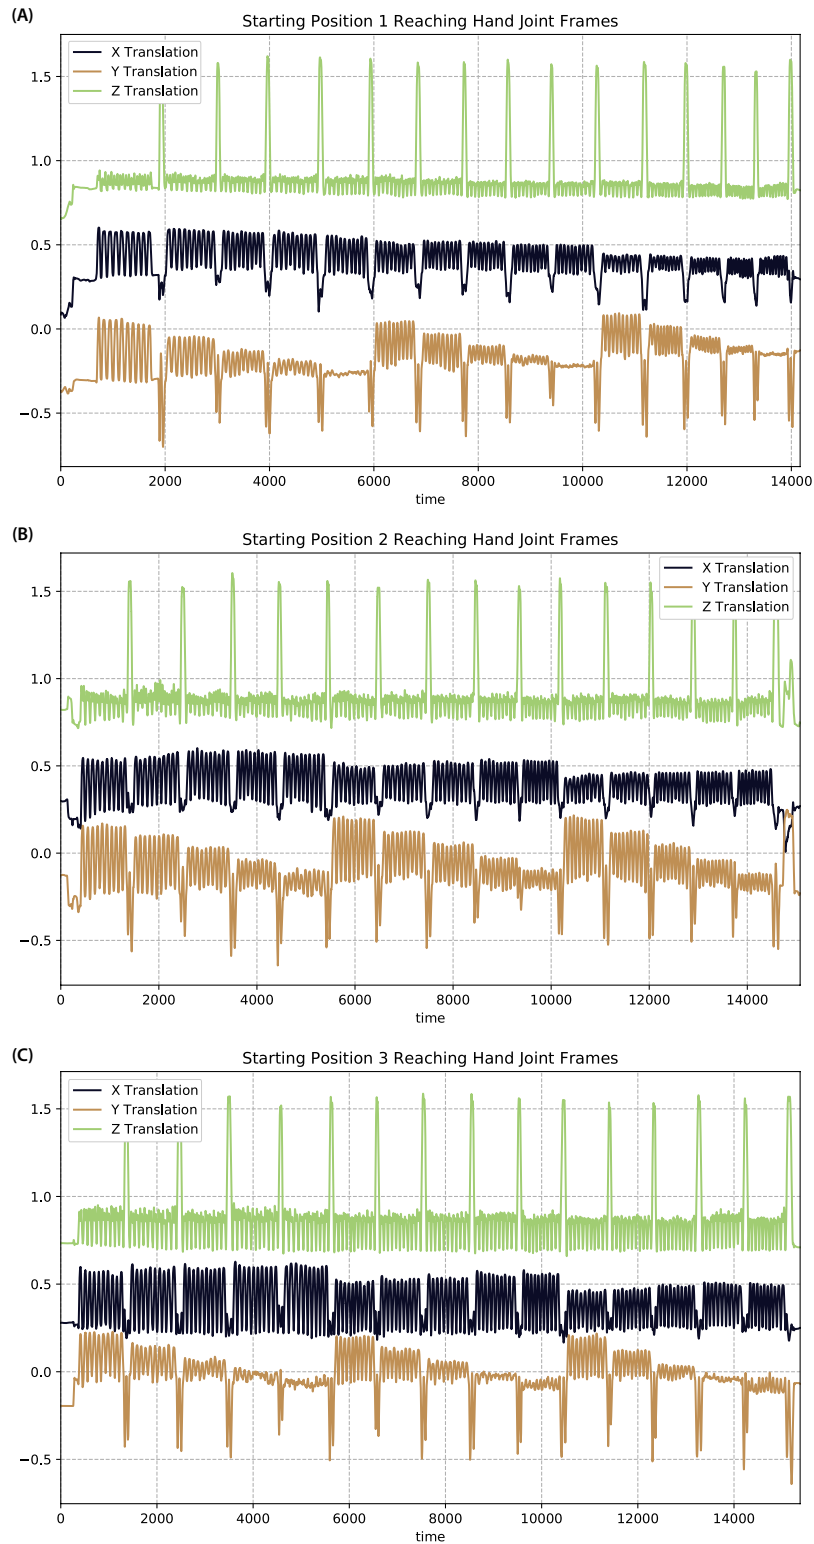 (A)
Starting Position 1 Reaching Hand Joint Frames
X Translation
Y Translation
Z Translation
1.5
1.0
0.5
0.0
−0.5
0 2000 4000 6000 8000 10000 12000 14000
time
(B)
Starting Position 2 Reaching Hand Joint Frames
X Translation
Y Translation
Z Translation
1.5
1.0
0.5
0.0
−0.5
0 2000 4000 6000 8000 10000 12000 14000
time
(C)
Starting Position 3 Reaching Hand Joint Frames
X Translation
Y Translation
Z Translation
1.5
1.0
0.5
0.0
−0.5
0 2000 4000 6000 8000 10000 12000 14000
time